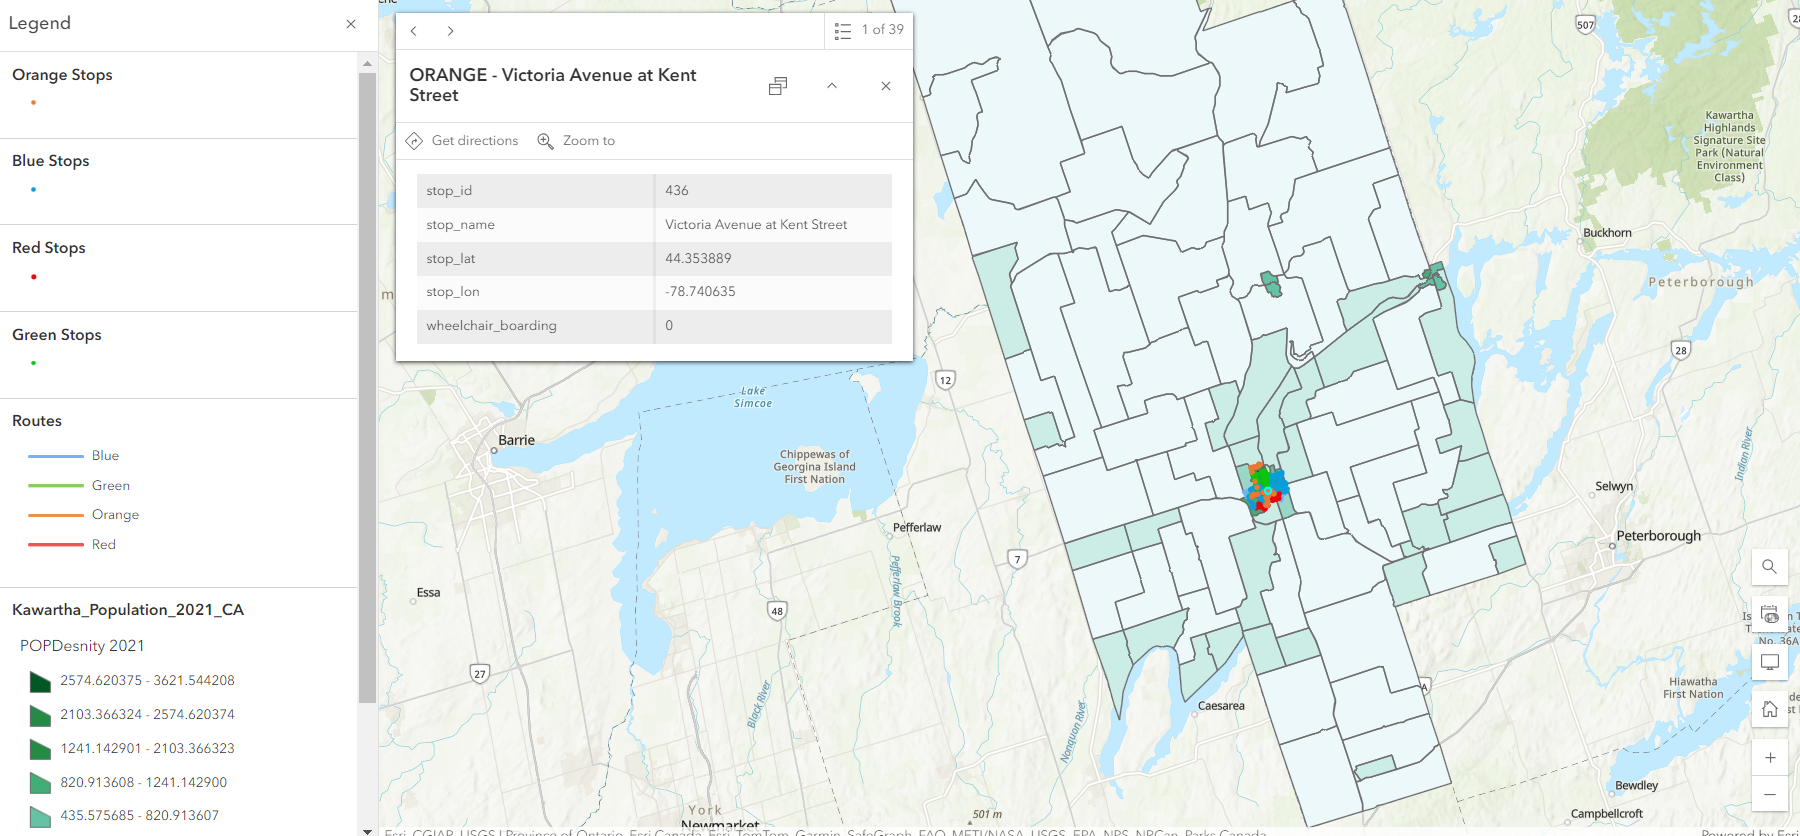 Legend
Orange Stops
Blue Stops
Red Stops
Green Stops
Routes
Blue
Green
Orange
Red
Kawartha_Population_2021_CA
POPDesnity 2021
2574.620375 - 3621.544208
2103.366324 - 2574.620374
1241.142901 - 2103.366323
820.913608 - 1241.142900
435.575685 - 820.913607
1 of 39
ORANGE - Victoria Avenue at Kent
Street
Get directions
Zoom to
stop_id 436
stop_name Victoria Avenue at Kent Street
stop_lat 44.353889
stop_lon -78.740635
wheelchair_boarding 0
507
Kawartha
Highlands
Signature Site
Park (Natural
Environment
Class)
Buckhorn
Peterborough
28
12
Lake
Simcoe
Barrie
Chippewas of
Georgina Island
First Nation
Indian River
Selwyn
Pefferlaw
Peterborough
7
Pefferlaw Brook
Essa
48
27
Black River
Nonquon River
Caesarea
Hiawatha
First Nation
No. 36A
A
Bewdley
York
Newmarket
501 m
Campbellcroft
Esri, CGIAR, USGS | Province of Ontario, Esri Canada, Esri, TomTom, Garmin, SafeGraph, FAO, METI/NASA, USGS, EPA, NPS, NRCan, Parks Canada
Powered by Esri